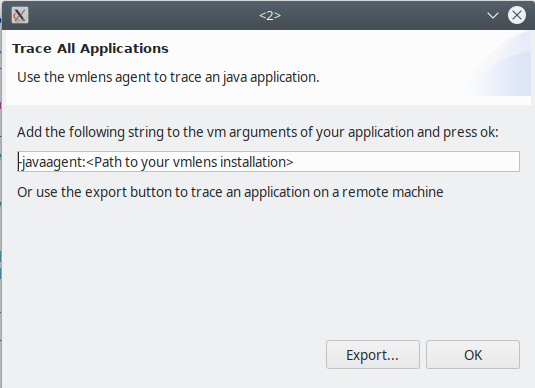 <2>
Trace All Applications
Use the vmlens agent to trace an java application.
Add the following string to the vm arguments of your application and press ok:
-javaagent:<Path to your vmlens installation>
Or use the export button to trace an application on a remote machine
Export... OK